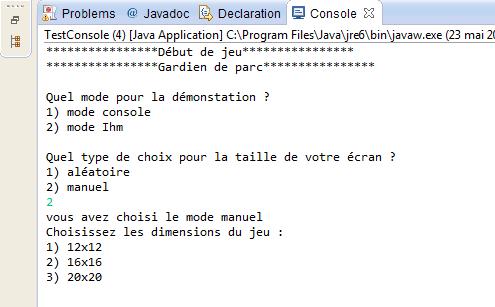 Problems @ Javadoc Declaration Console
TestConsole (4) [Java Application] C:\Program Files\Java\jre6\bin\javaw.exe (23 mai 20
****************Début de jeu****************
****************Gardien de parc****************
Quel mode pour la démonstation ?
1) mode console
2) mode Ihm
Quel type de choix pour la taille de votre écran ?
1) aléatoire
2) manuel
2
vous avez choisi le mode manuel
Choisissez les dimensions du jeu :
1) 12x12
2) 16x16
3) 20x20